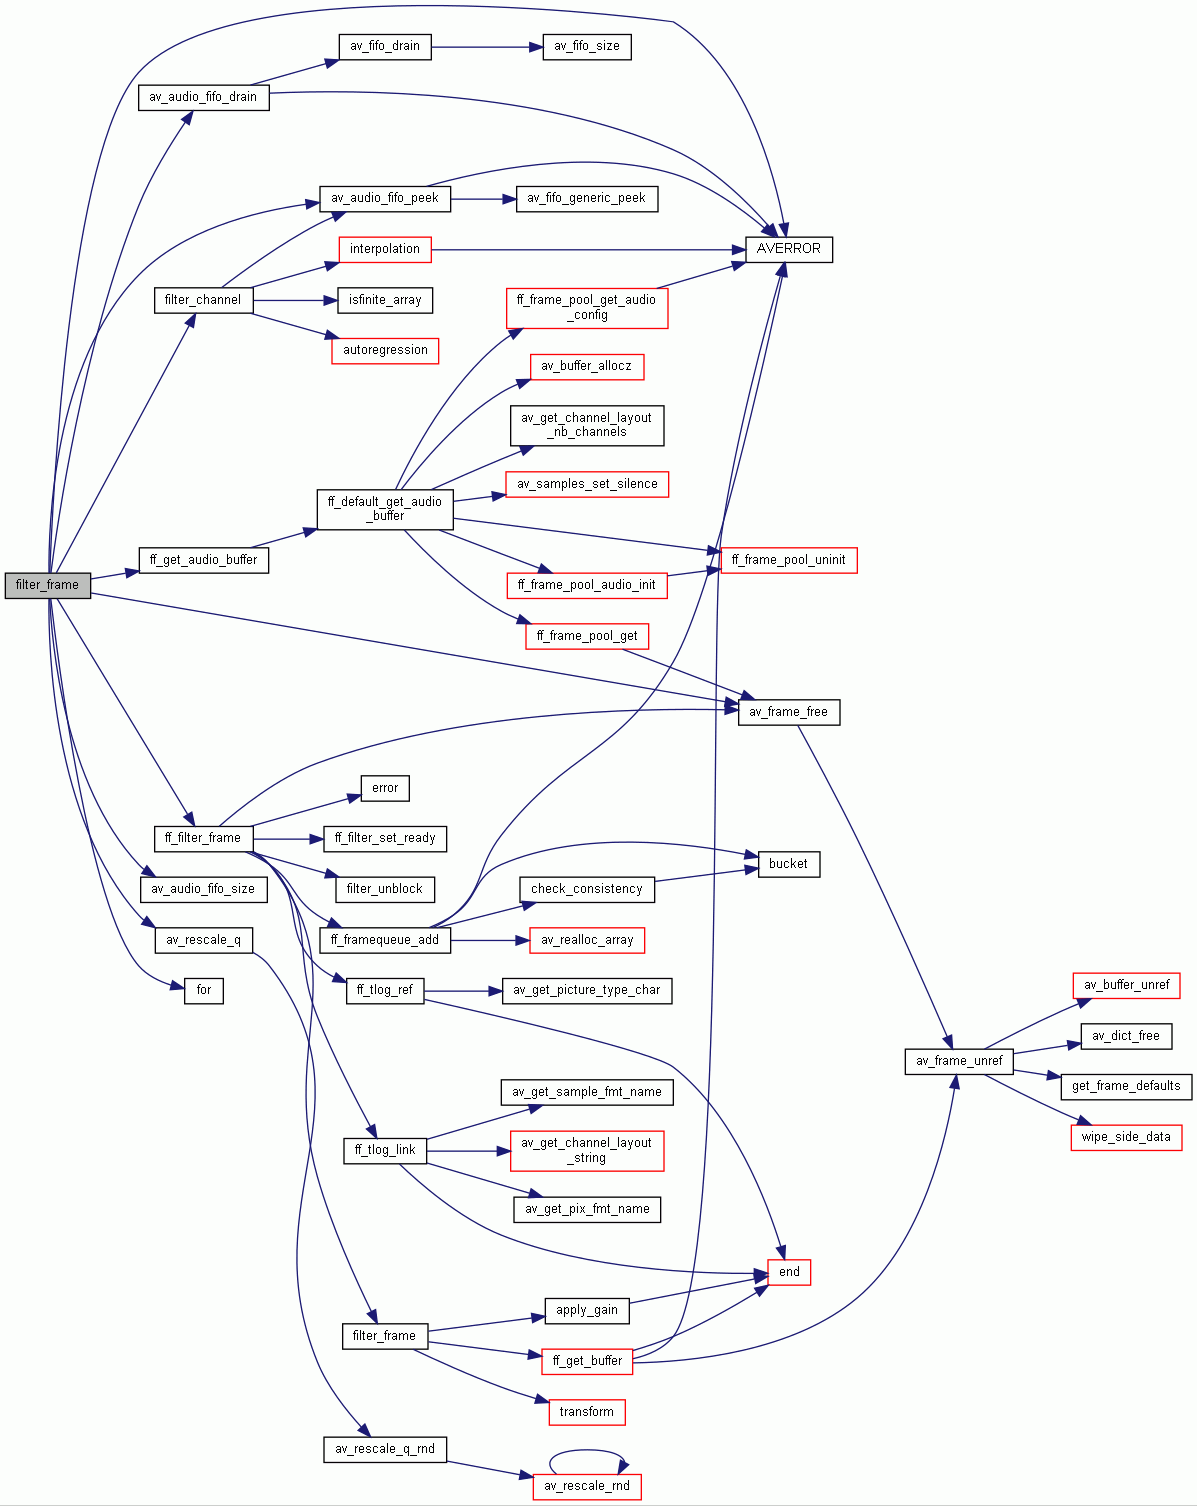 av_fifo_drain
av_fifo_size
av_audio_fifo_drain
av_audio_fifo_peek
av_fifo_generic_peek
AVERROR
interpolation
filter_channel
isfinite_array
ff_frame_pool_get_audio
_config
autoregression
av_buffer_allocz
av_get_channel_layout
_nb_channels
av_samples_set_silence
ff_default_get_audio
_buffer
ff_get_audio_buffer
ff_frame_pool_uninit
filter_frame
ff_frame_pool_audio_init
ff_frame_pool_get
av_frame_free
error
ff_filter_frame
ff_filter_set_ready
bucket
av_audio_fifo_size
filter_unblock
check_consistency
av_rescale_q
ff_framequeue_add
av_realloc_array
for
ff_tlog_ref
av_get_picture_type_char
av_buffer_unref
av_dict_free
av_frame_unref
get_frame_defaults
av_get_sample_fmt_name
wipe_side_data
ff_tlog_link
av_get_channel_layout
_string
av_get_pix_fmt_name
end
apply_gain
filter_frame
ff_get_buffer
transform
av_rescale_q_rnd
av_rescale_rnd